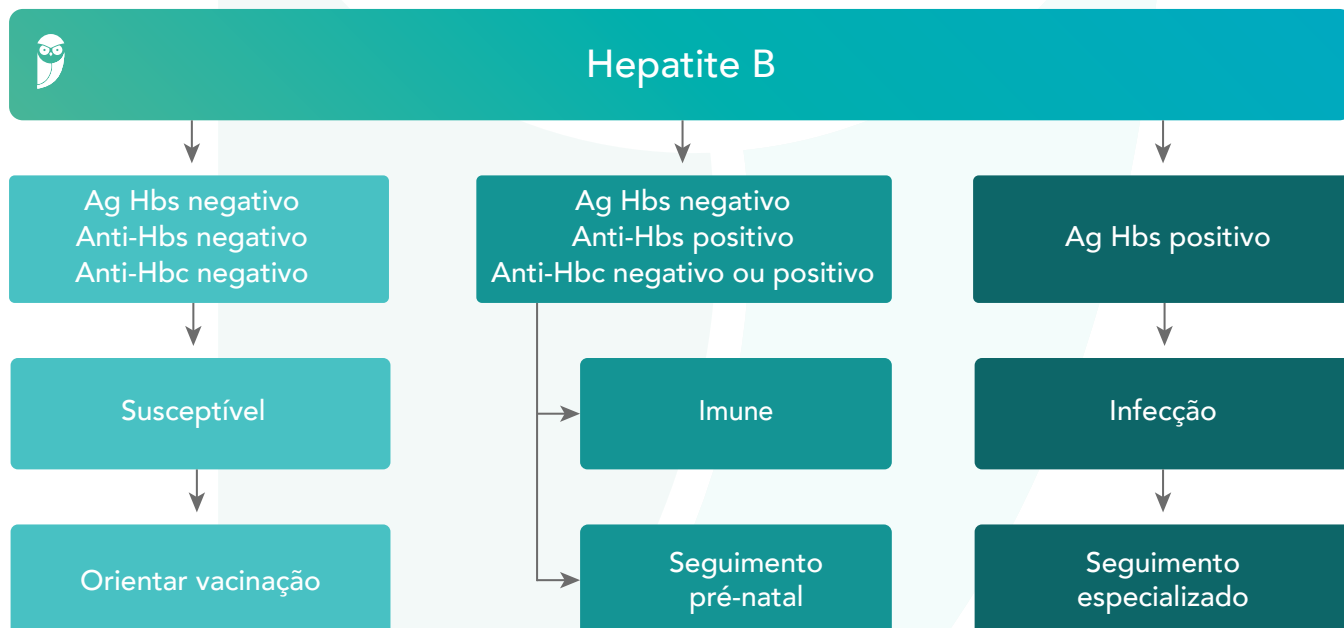 Hepatite B
Ag Hbs negativo
Anti-Hbs negativo
Anti-Hbc negativo
Susceptível
Orientar vacinação
Ag Hbs negativo
Anti-Hbs positivo
Anti-Hbc negativo ou positivo
Imune
Seguimento
pré-natal
Ag Hbs positivo
Infecção
Seguimento
especializado